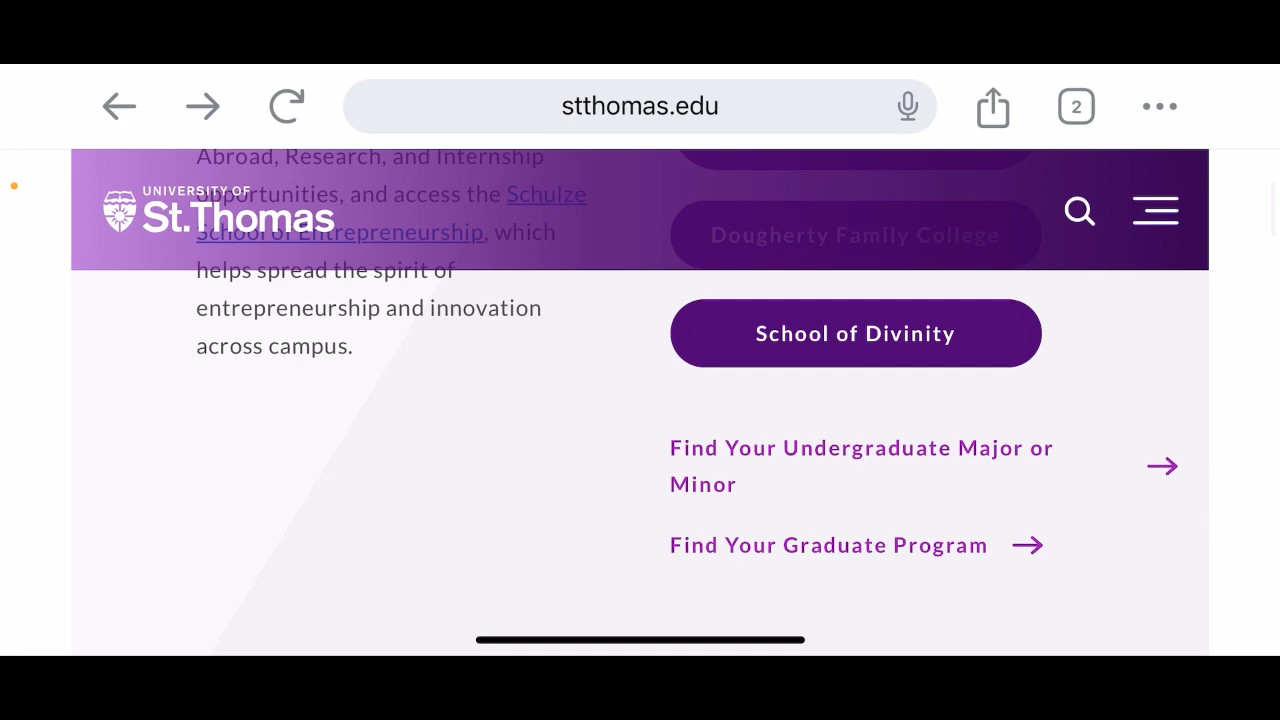 stthomas.edu
2
UNIVERSITY OF
St.Thomas
Abroad, Research, and Internship
opportunities, and access the Schulze
School of Entrepreneurship, which
helps spread the spirit of
entrepreneurship and innovation
across campus.
Dougherty Family College
School of Divinity
Find Your Undergraduate Major or
Minor
Find Your Graduate Program